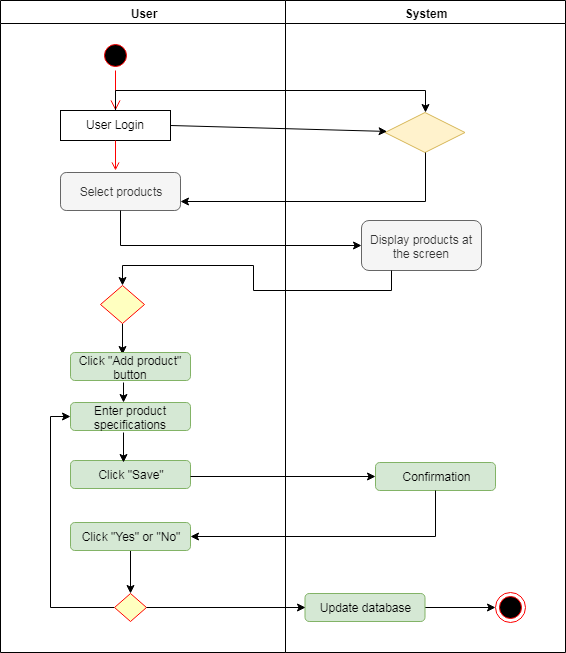 User
System
User Login
Select products
Display products at
the screen
Click "Add product"
button
Enter product
specifications
Click "Save"
Confirmation
Click "Yes" or "No"
Update database